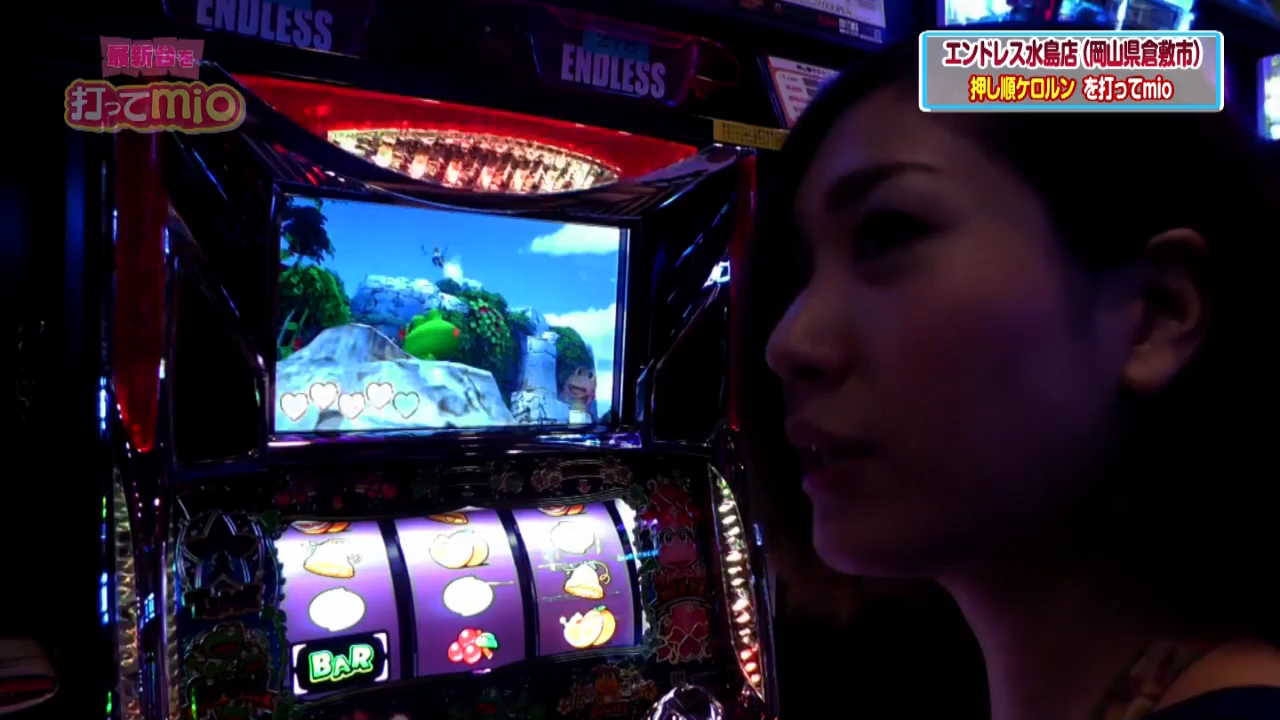 ENDLESS
ENDLESS
最新台を
打ってmio
エンドレス水島店(岡山県倉敷市)
押し順ケロルン を打ってmio
BAR